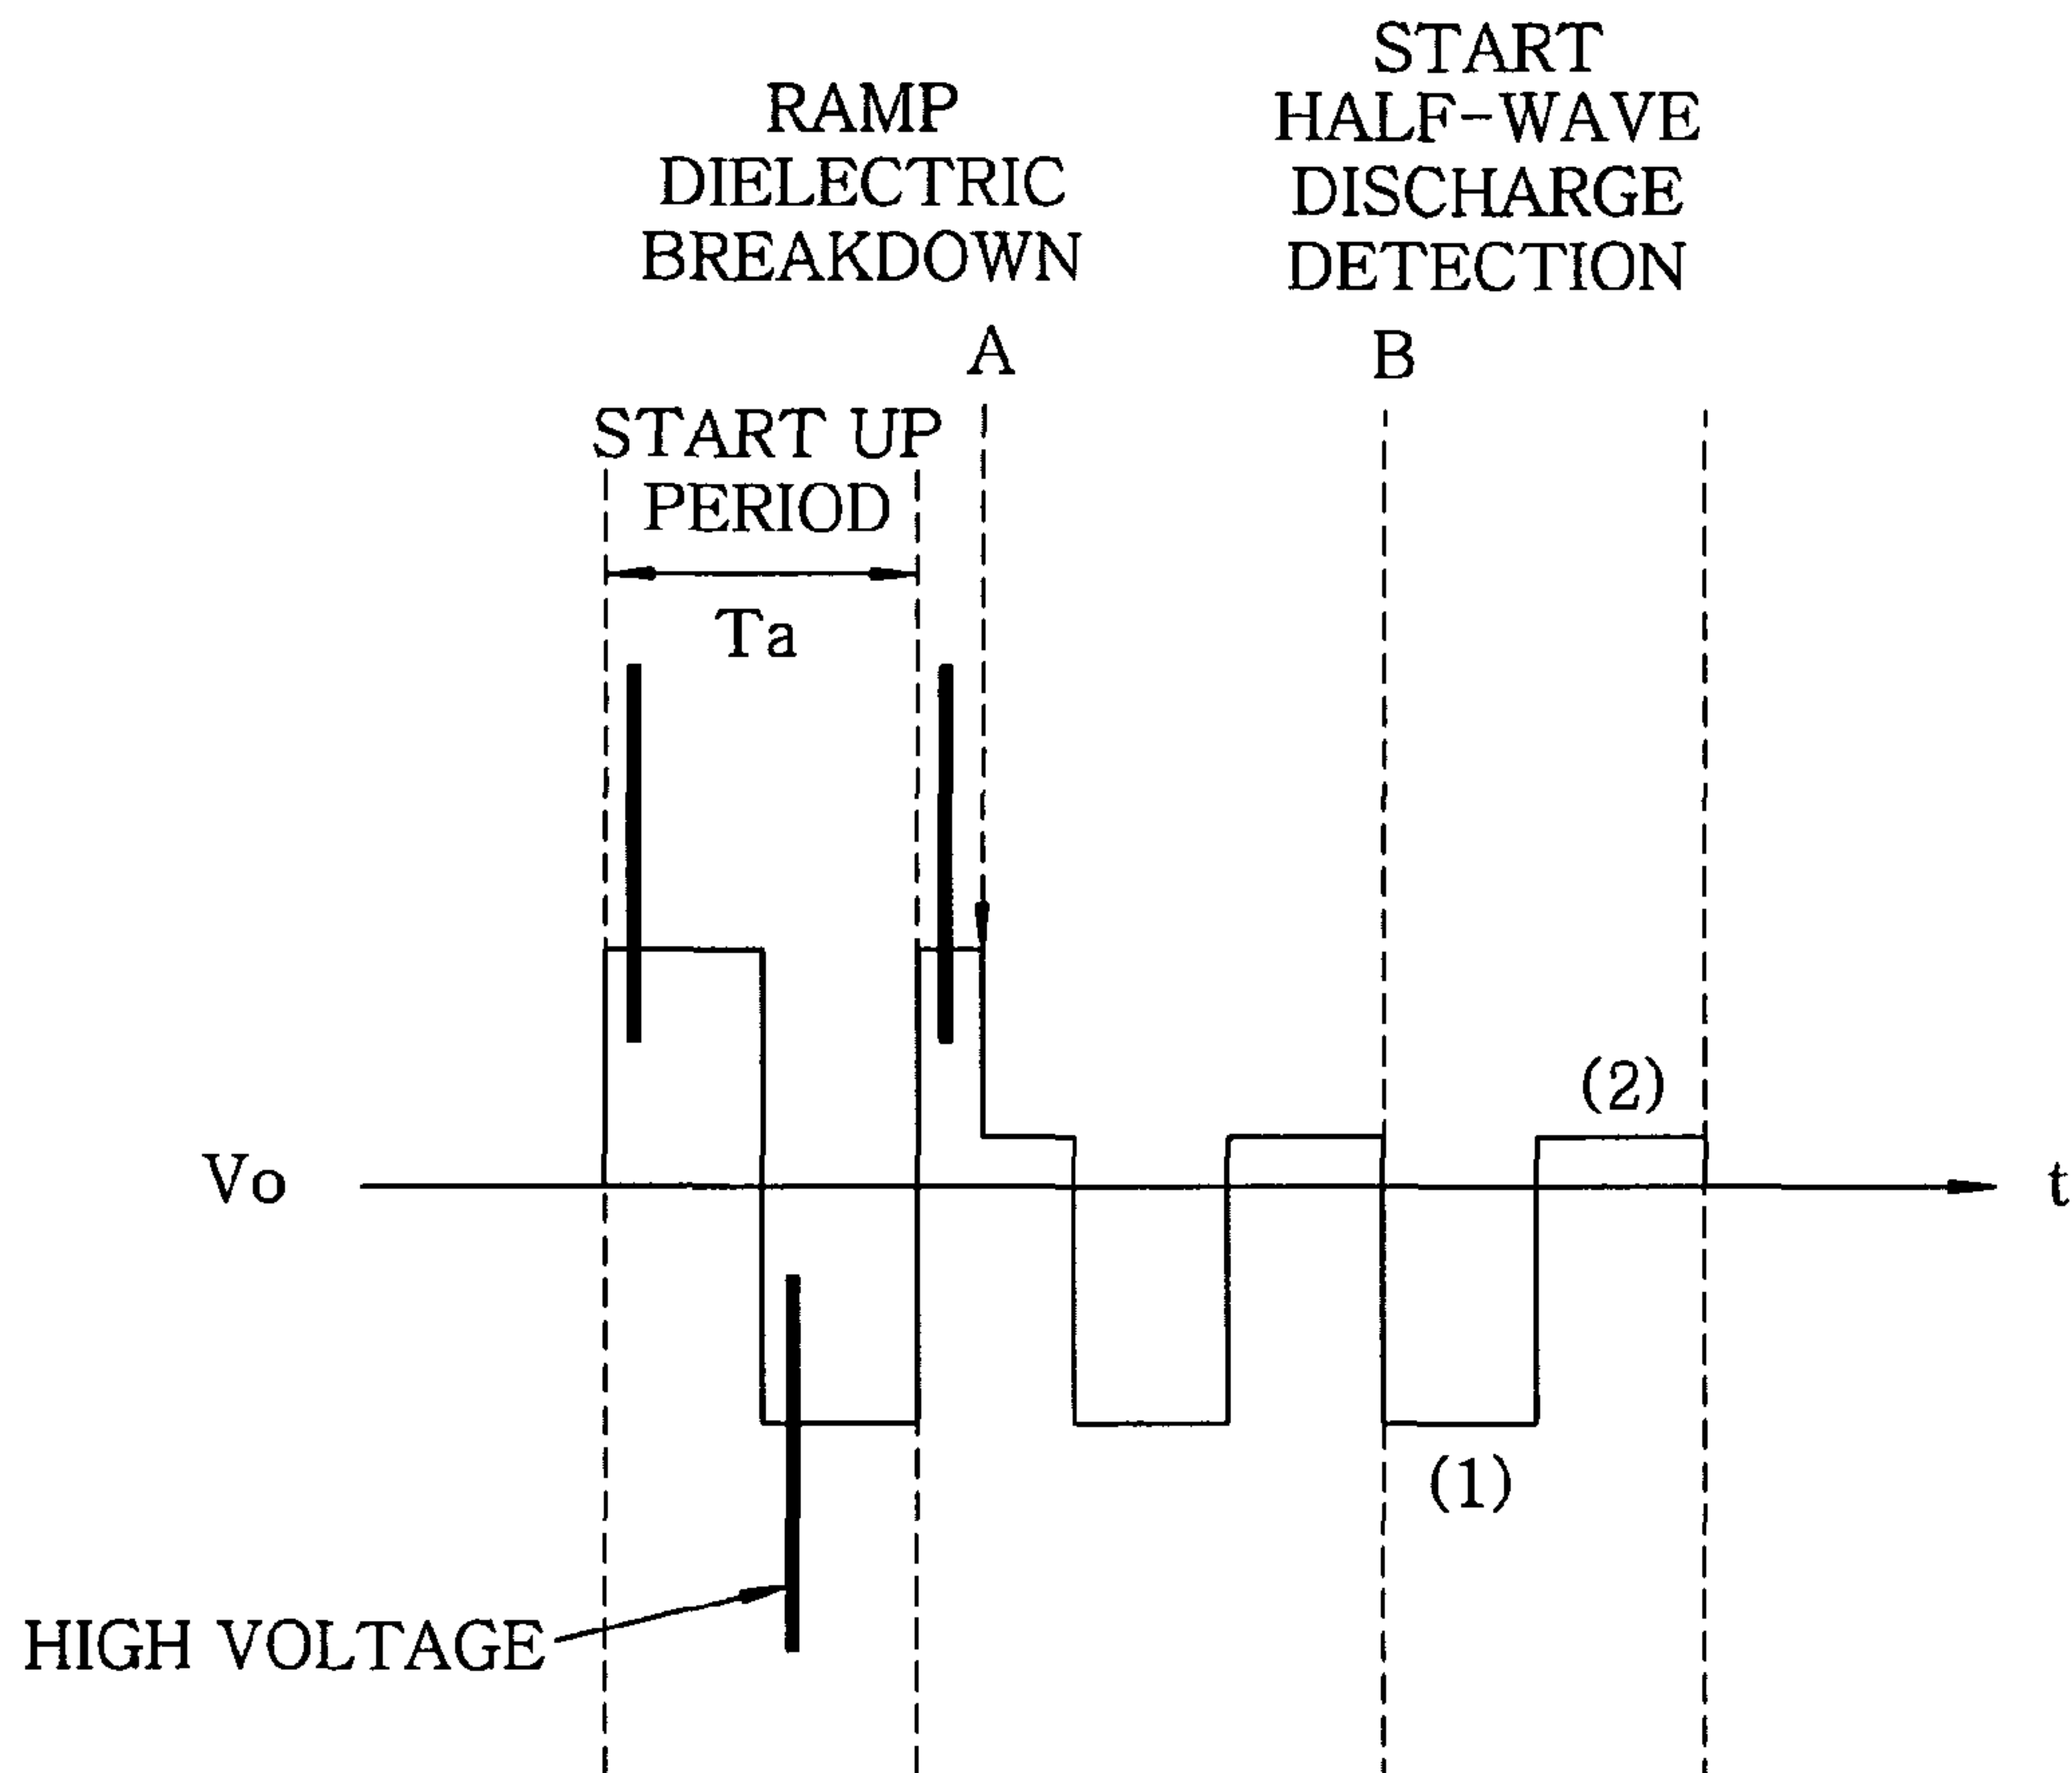 RAMP
DIELECTRIC
BREAKDOWN
A
START
HALF-WAVE
DISCHARGE
DETECTION
B
START UP
PERIOD
Ta
(2)
Vo
t
(1)
HIGH VOLTAGE